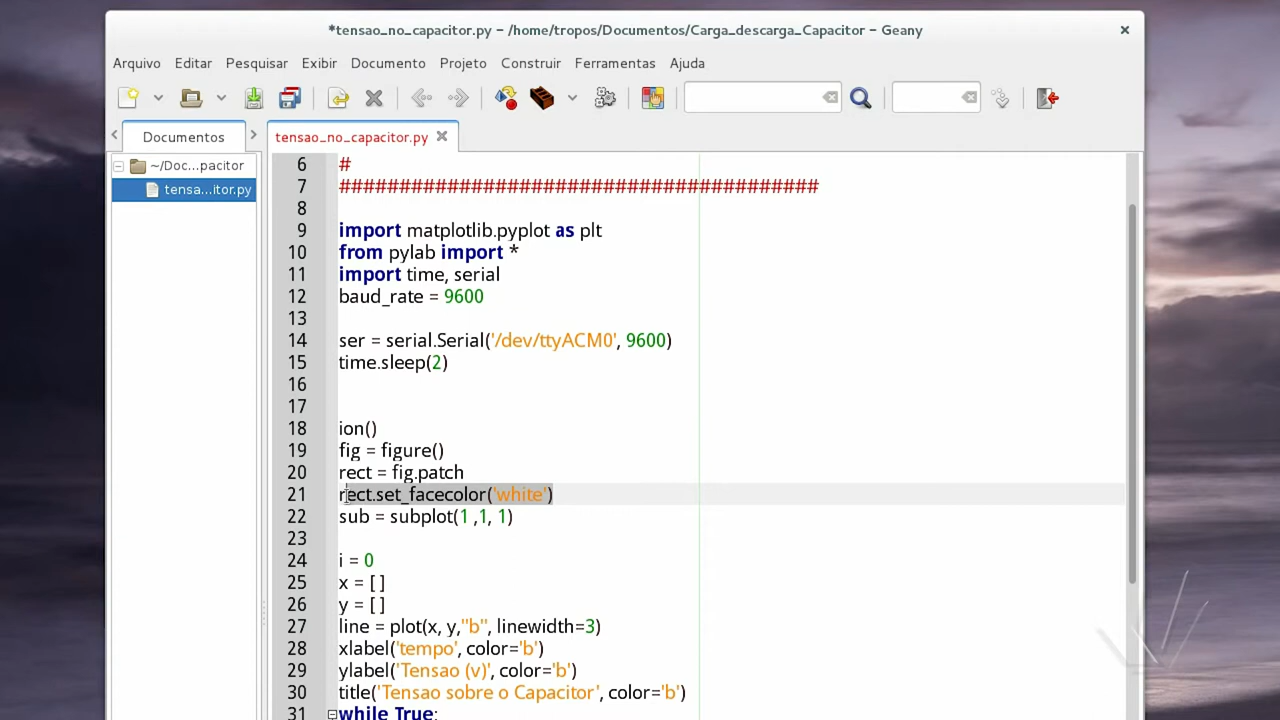 *tensao_no_capacitor.py – /home/tropos/Documentos/Carga_descarga_Capacitor – Geany
Arquivo Editar Pesquisar Exibir Documento Projeto Construir Ferramentas Ajuda
Documentos
tensao_no_capacitor.py
~/Doc...pacitor
tensa...itor.py
6 #
7 ########################################
8
9 import matplotlib.pyplot as plt
10 from pylab import *
11 import time, serial
12 baud_rate = 9600
13
14 ser = serial.Serial('/dev/ttyACM0', 9600)
15 time.sleep(2)
16
17
18 ion()
19 fig = figure()
20 rect = fig.patch
21 rect.set_facecolor('white')
22 sub = subplot(1 ,1, 1)
23
24 i = 0
25 x = [ ]
26 y = [ ]
27 line = plot(x, y,"b", linewidth=3)
28 xlabel('tempo', color='b')
29 ylabel('Tensao (v)', color='b')
30 title('Tensao sobre o Capacitor', color='b')
31 while True: